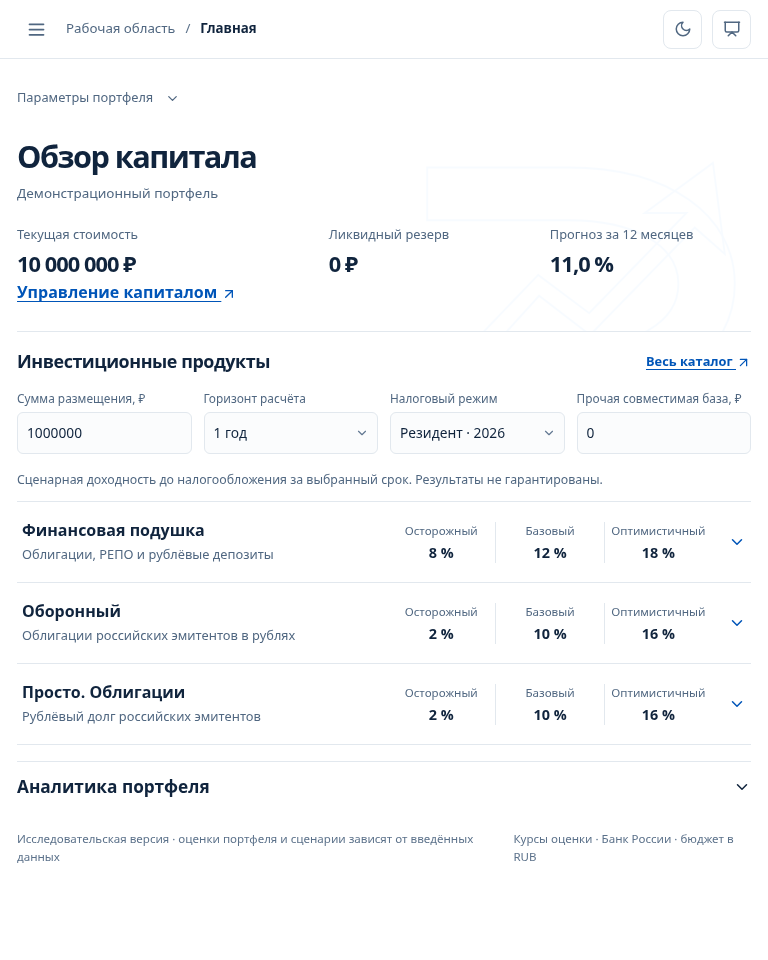 Рабочая область / Главная
Параметры портфеля
Обзор капитала
Демонстрационный портфель
Текущая стоимость
10 000 000 ₽
Управление капиталом
Ликвидный резерв
0 ₽
Прогноз за 12 месяцев
11,0 %
Инвестиционные продукты
Весь каталог
Сумма размещения, ₽
1000000
Горизонт расчёта
1 год
Налоговый режим
Резидент · 2026
Прочая совместимая база, ₽
0
Сценарная доходность до налогообложения за выбранный срок. Результаты не гарантированы.
Финансовая подушка
Облигации, РЕПО и рублёвые депозиты
Осторожный
8 %
Базовый
12 %
Оптимистичный
18 %
Оборонный
Облигации российских эмитентов в рублях
Осторожный
2 %
Базовый
10 %
Оптимистичный
16 %
Просто. Облигации
Рублёвый долг российских эмитентов
Осторожный
2 %
Базовый
10 %
Оптимистичный
16 %
Аналитика портфеля
Исследовательская версия · оценки портфеля и сценарии зависят от введённых
данных
Курсы оценки · Банк России · бюджет в
RUB